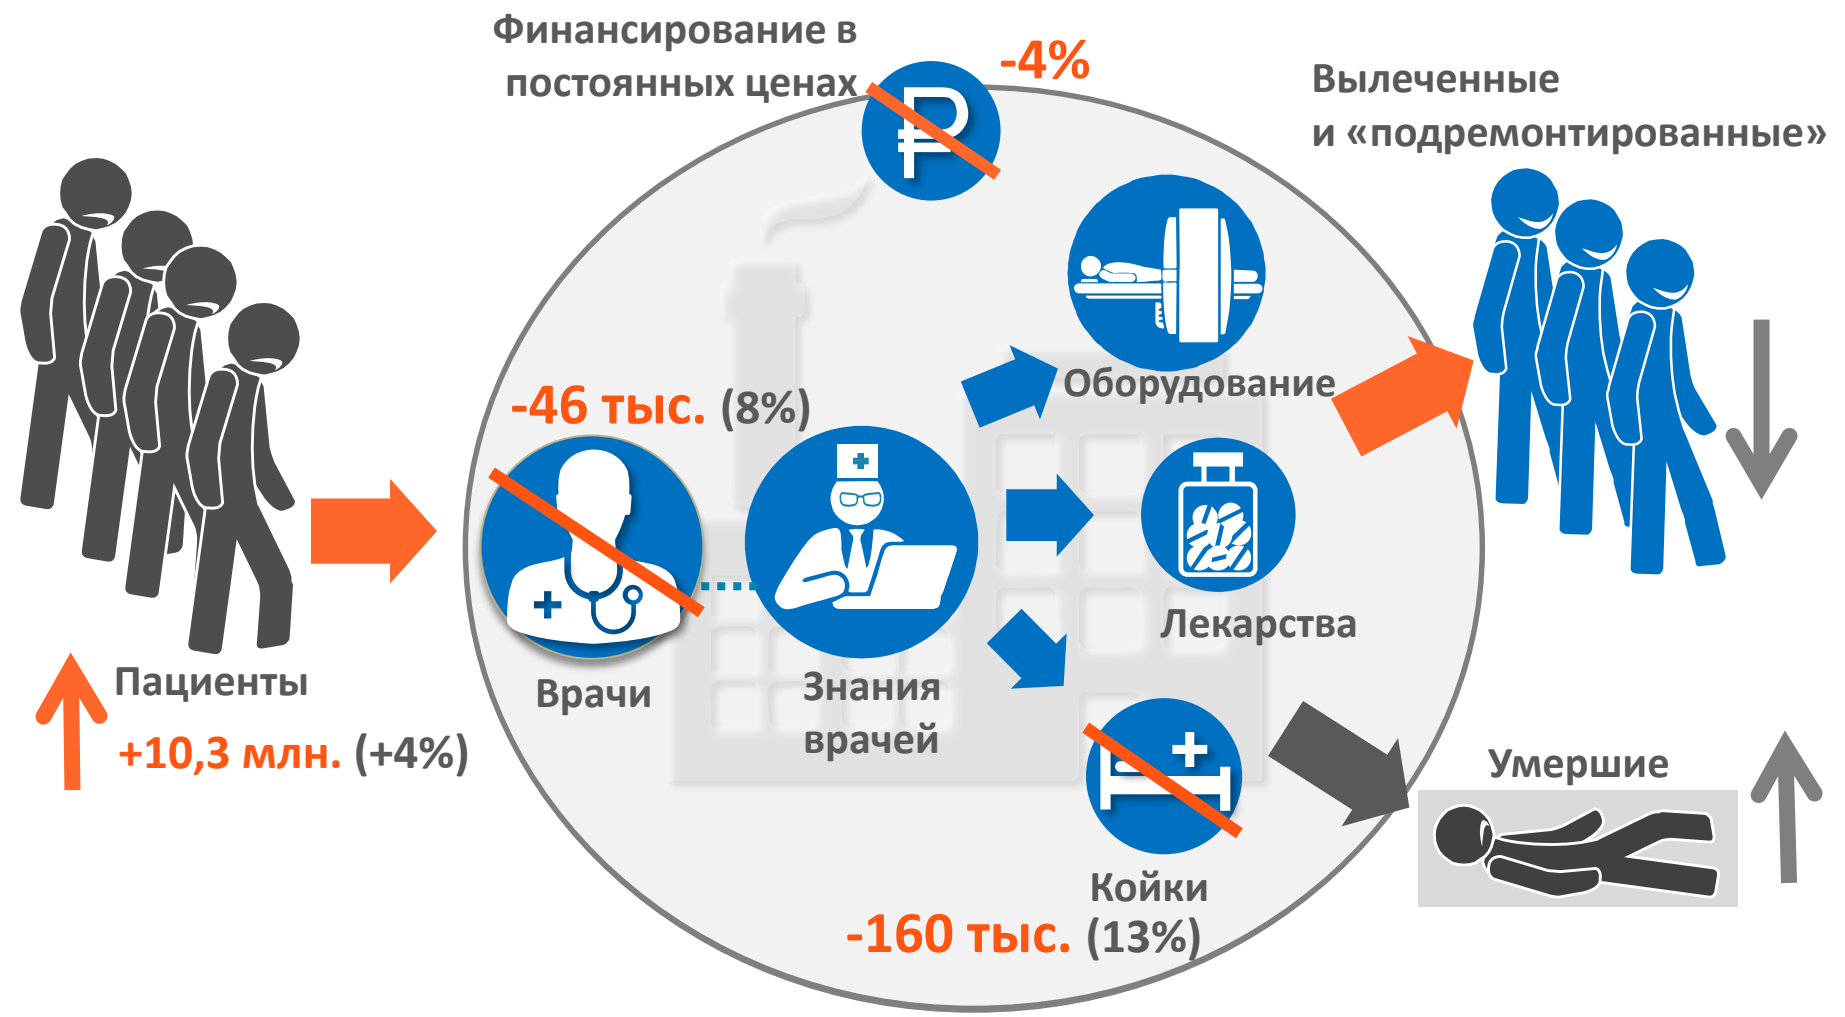 Финансирование в
постоянных ценах
-4%
Вылеченные
и «подремонтированные»
Оборудование
-46 тыс. (8%)
Лекарства
Пациенты
+10,3 млн. (+4%)
Врачи
Знания
врачей
Умершие
Койки
-160 тыс. (13%)